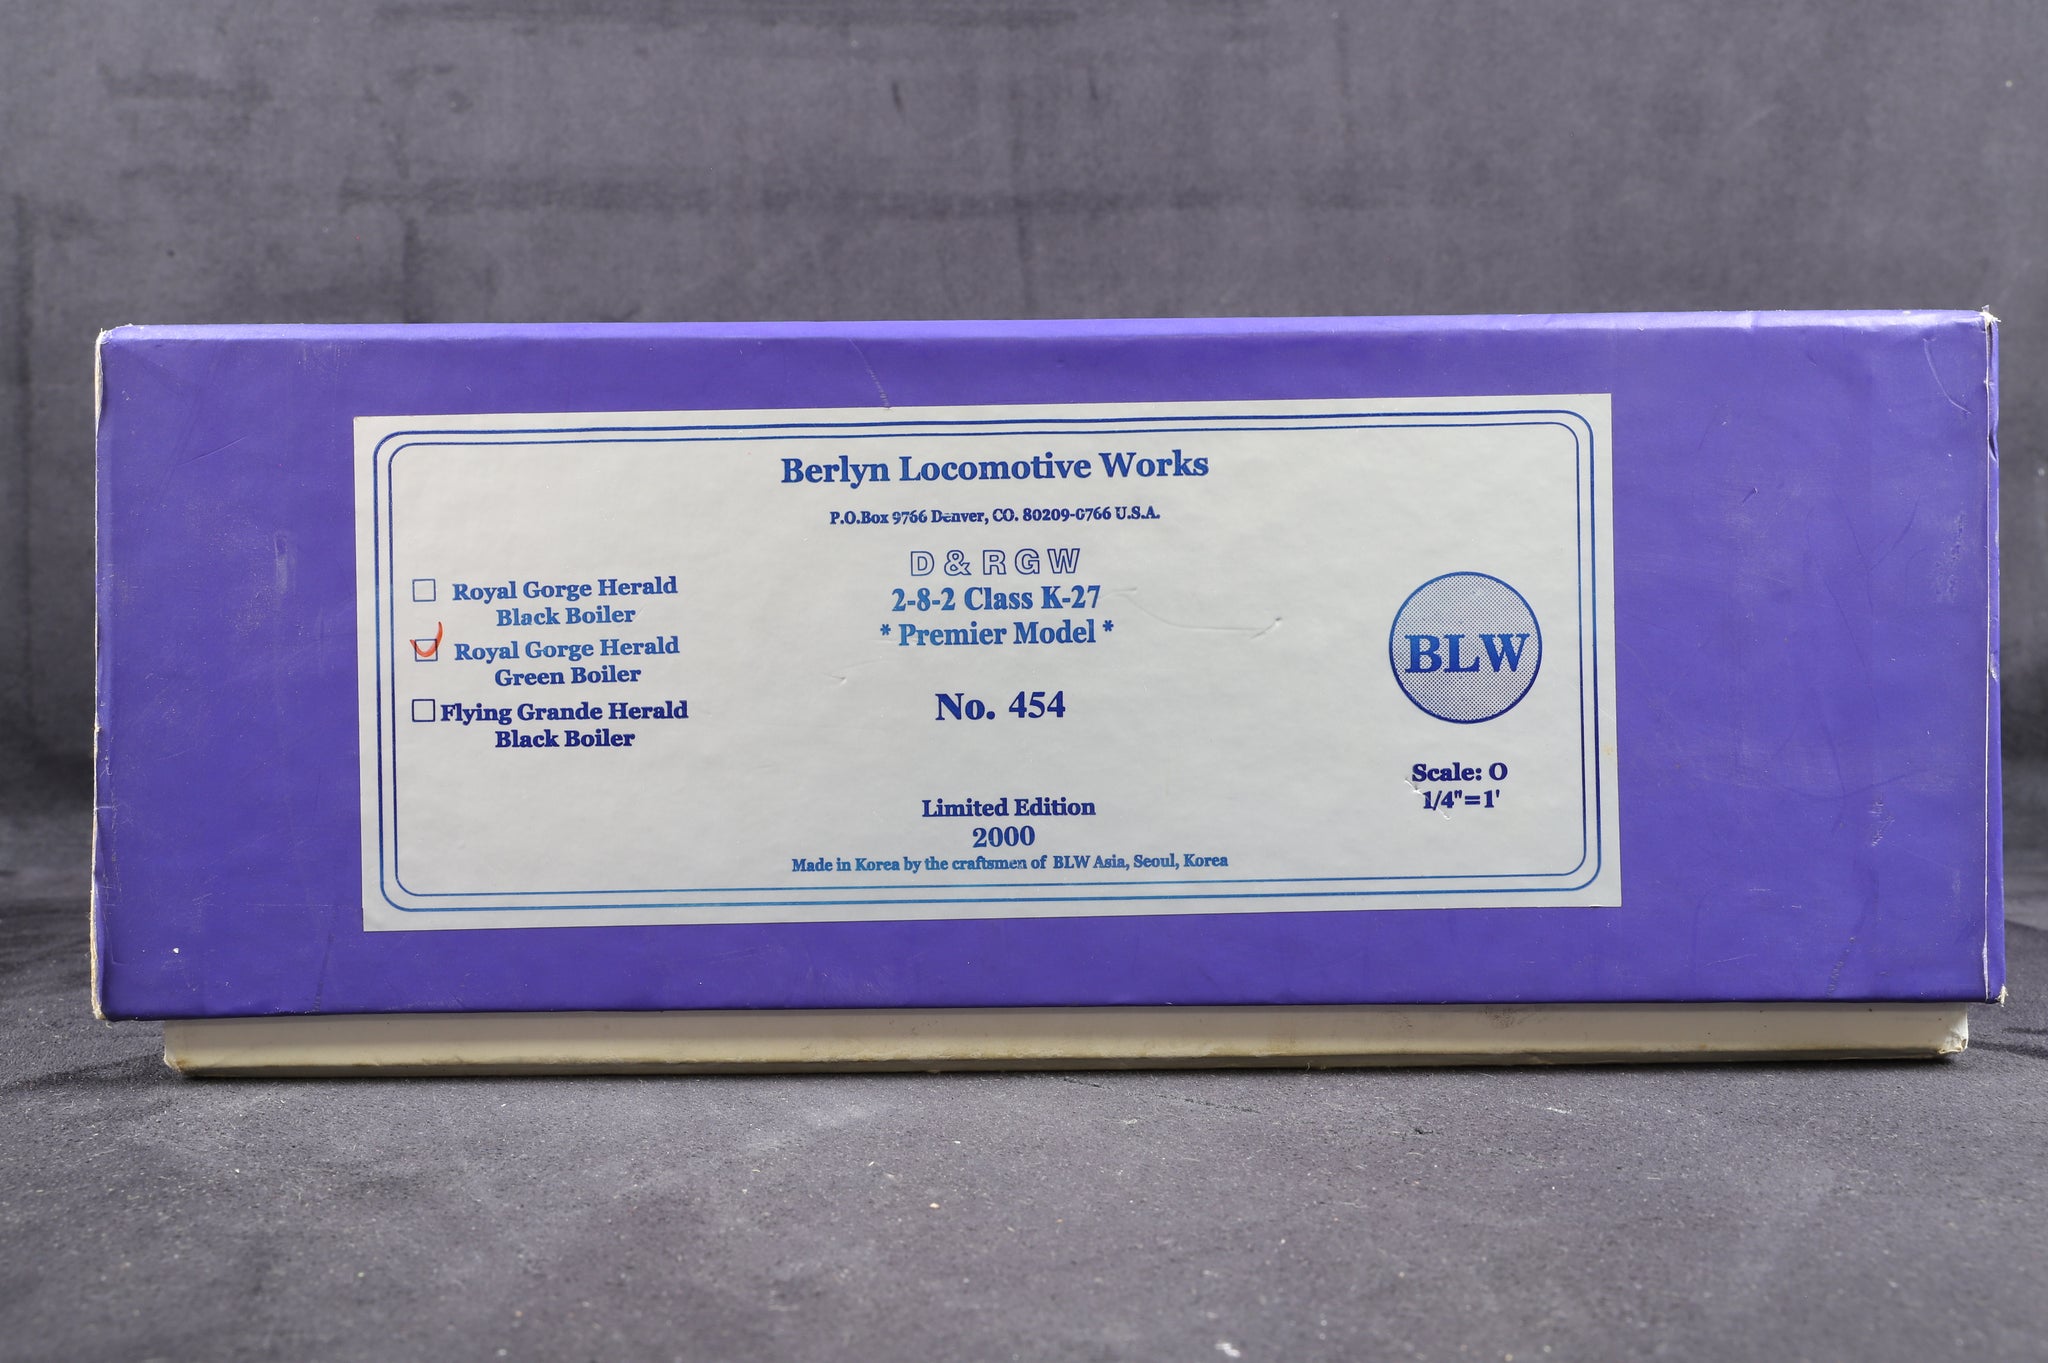 Berlyn Locomotive Works
P.O.Box 9766 Denver, CO. 80209-0766 U.S.A.
D & R G W
2-8-2 Class K-27
* Premier Model *
No. 454
Royal Gorge Herald
Black Boiler
Royal Gorge Herald
Green Boiler
Flying Grande Herald
Black Boiler
BLW
Scale: O
1/4"=1'
Limited Edition
2000
Made in Korea by the craftsmen of BLW Asia, Seoul, Korea